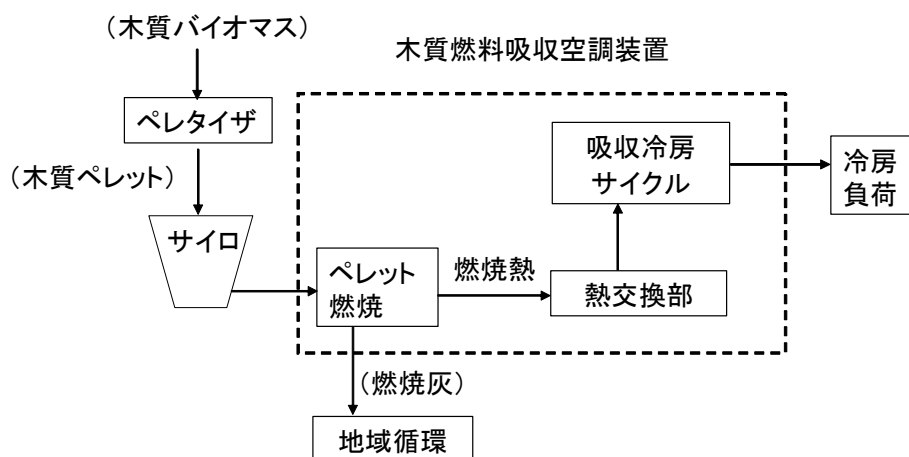 (木質バイオマス)
木質燃料吸収空調装置
ペレタイザ
(木質ペレット)
サイロ
ペレット
燃焼
燃焼熱
熱交換部
吸収冷房
サイクル
冷房
負荷
(燃焼灰)
地域循環